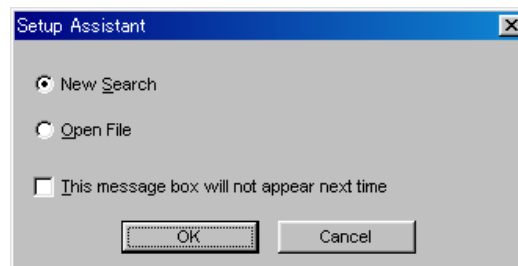 Setup Assistant
New Search
Open File
This message box will not appear next time
OK Cancel